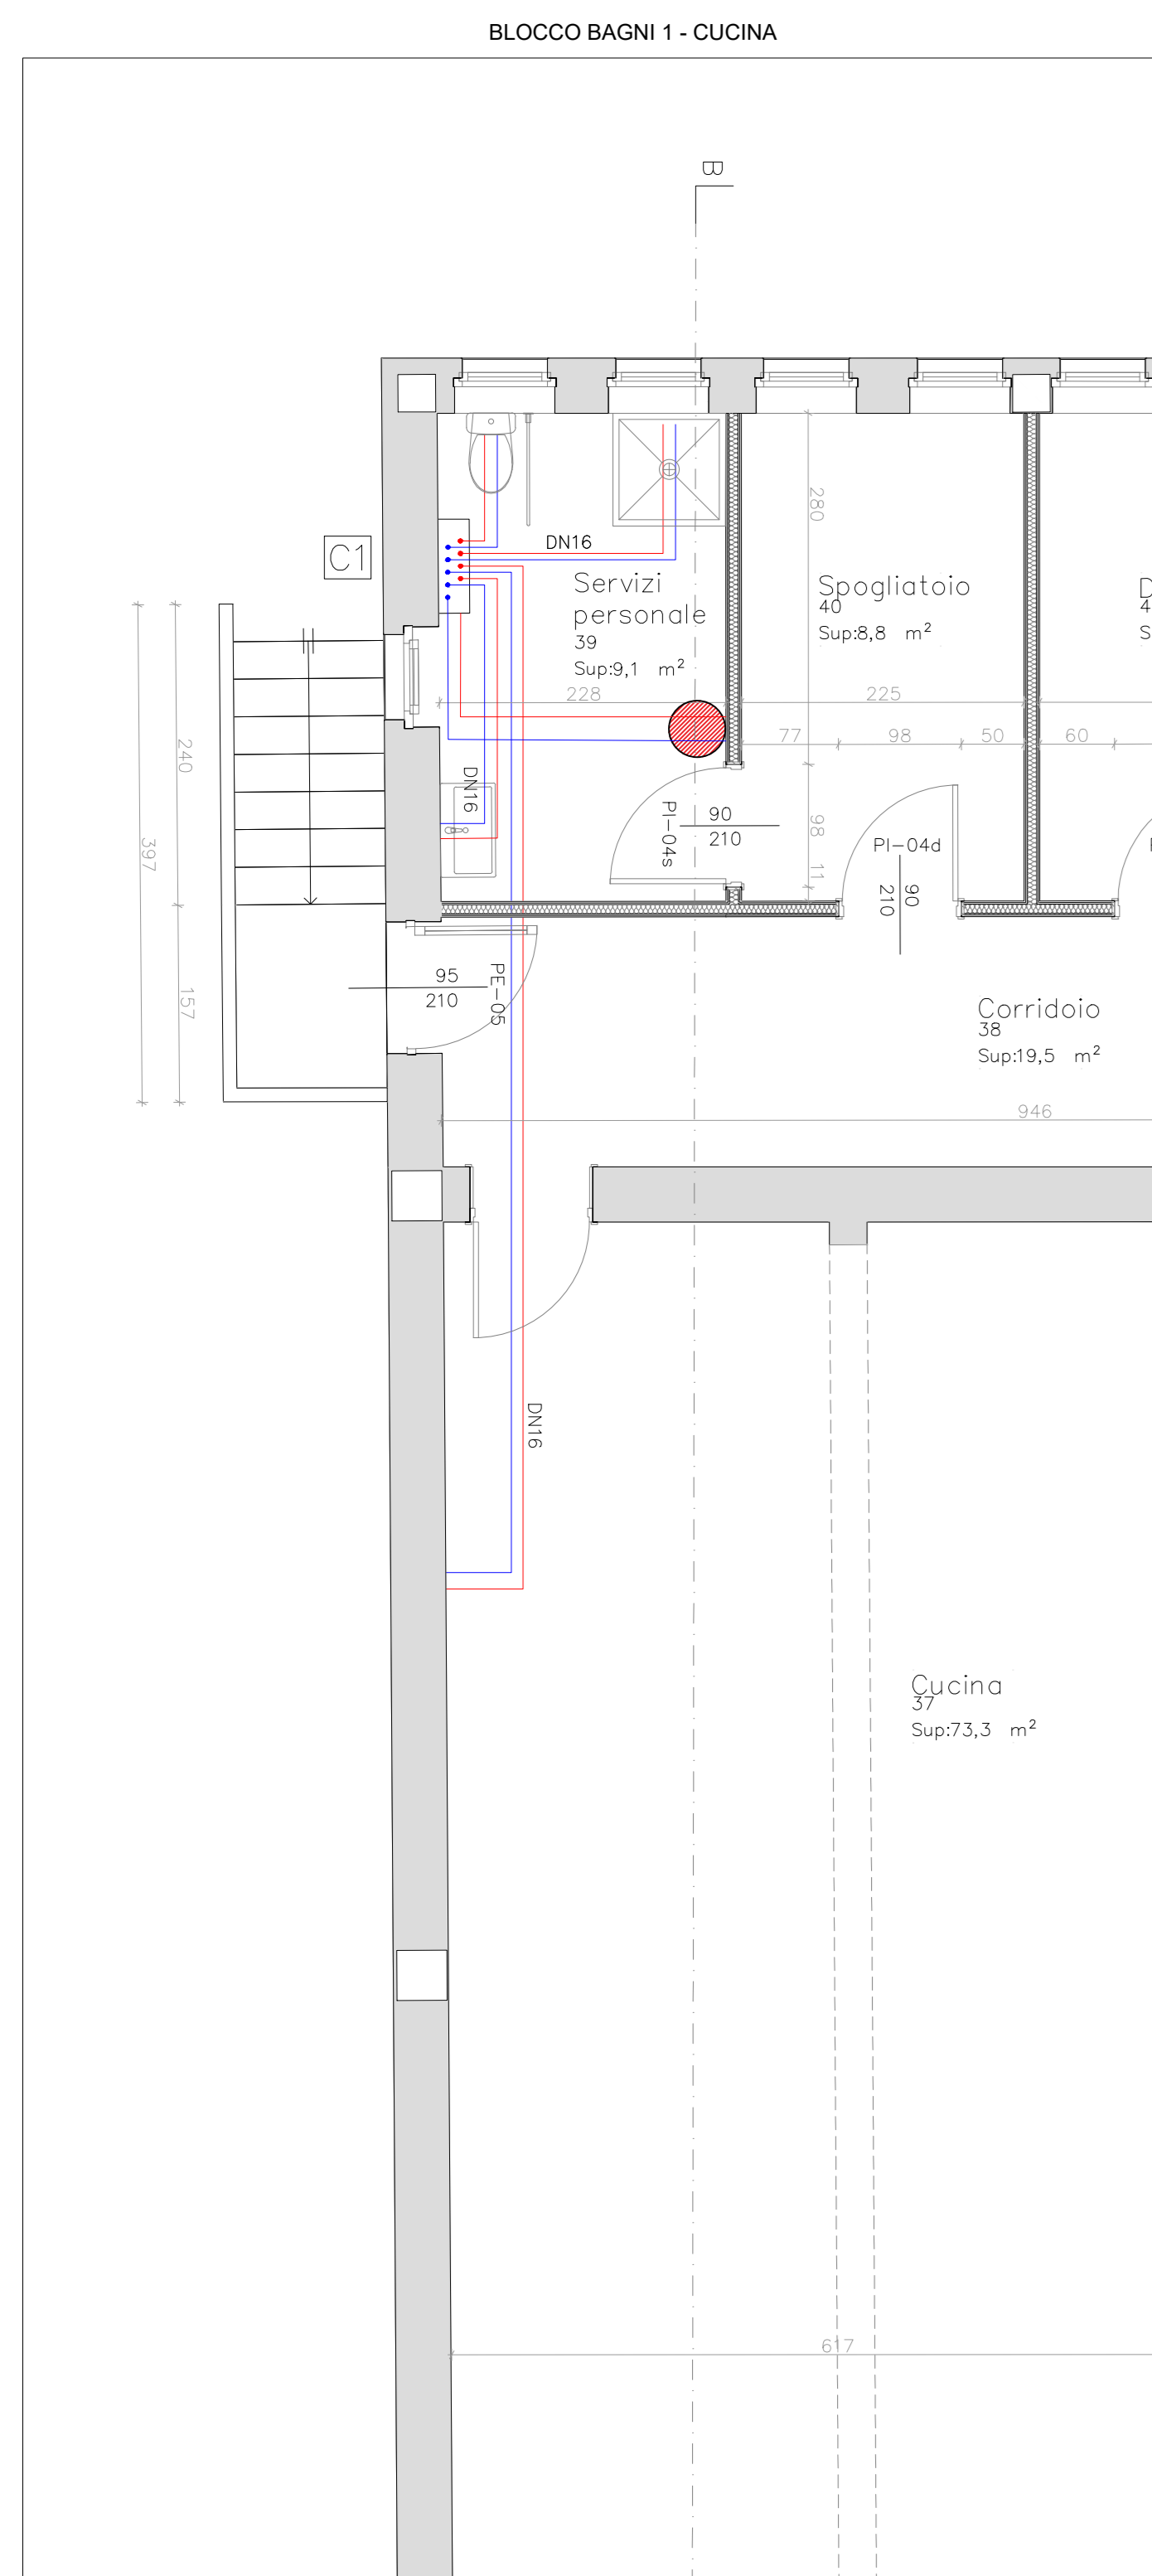 BLOCCO BAGNI 1 - CUCINA
B
280
C1
DN16
Servizi
personale
39
Sup:9,1 m²
Spogliatoio
40
Sup:8,8 m²
D
4
S
228
225
77
98
50
60
240
397
DN16
PI-04s
90
210
98
11
PI-04d
90
210
157
95
210
PE-05
Corridoio
38
Sup:19,5 m²
946
DN16
Cucina
37
Sup:73,3 m²
617